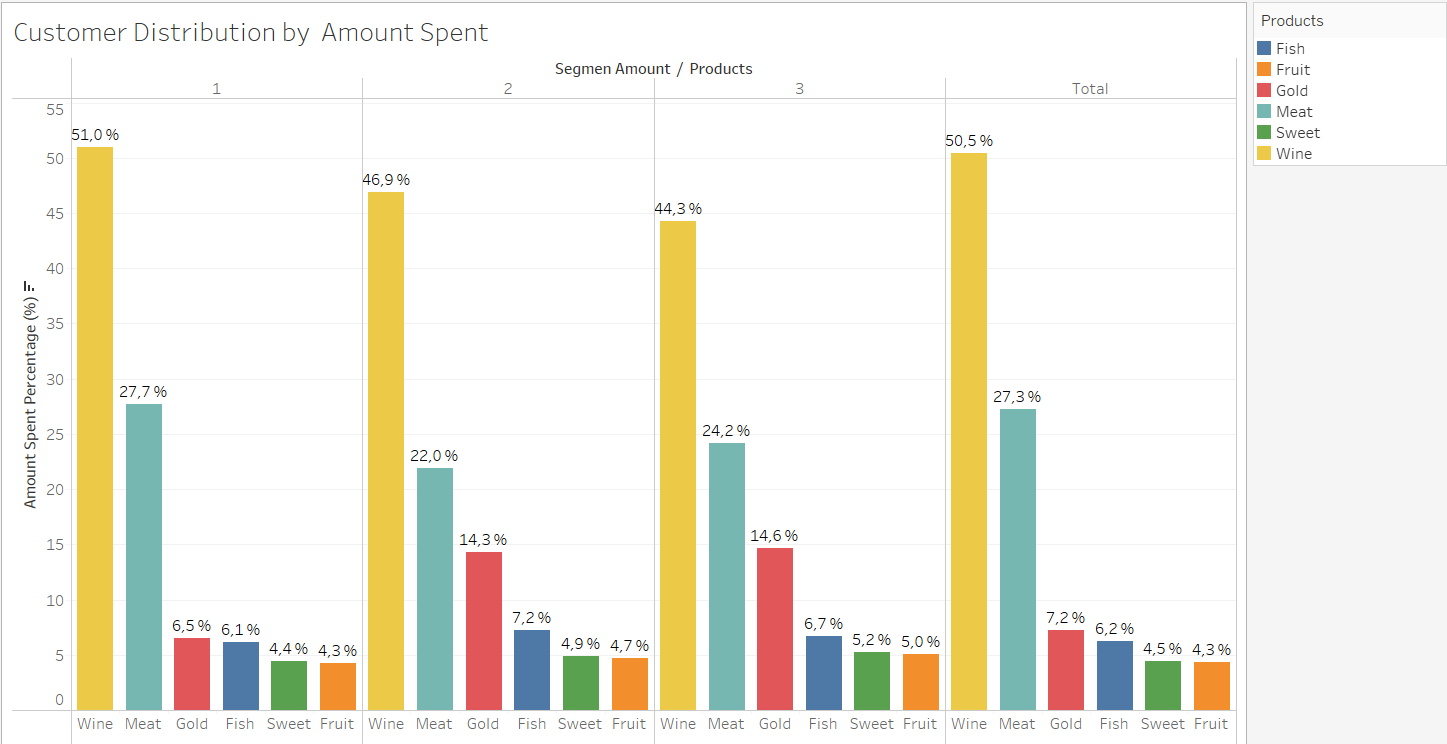 Customer Distribution by  Amount Spent
Products
Fish
Fruit
Gold
Meat
Sweet
Wine
Segmen Amount / Products
1 2 3 Total
Amount Spent Percentage (%)
55
50
45
40
35
30
25
20
15
10
5
0
51,0 % 27,7 % 6,5 % 6,1 % 4,4 % 4,3 %
46,9 % 22,0 % 14,3 % 7,2 % 4,9 % 4,7 %
44,3 % 24,2 % 14,6 % 6,7 % 5,2 % 5,0 %
50,5 % 27,3 % 7,2 % 6,2 % 4,5 % 4,3 %
Wine Meat Gold Fish Sweet Fruit Wine Meat Gold Fish Sweet Fruit Wine Meat Gold Fish Sweet Fruit Wine Meat Gold Fish Sweet Fruit